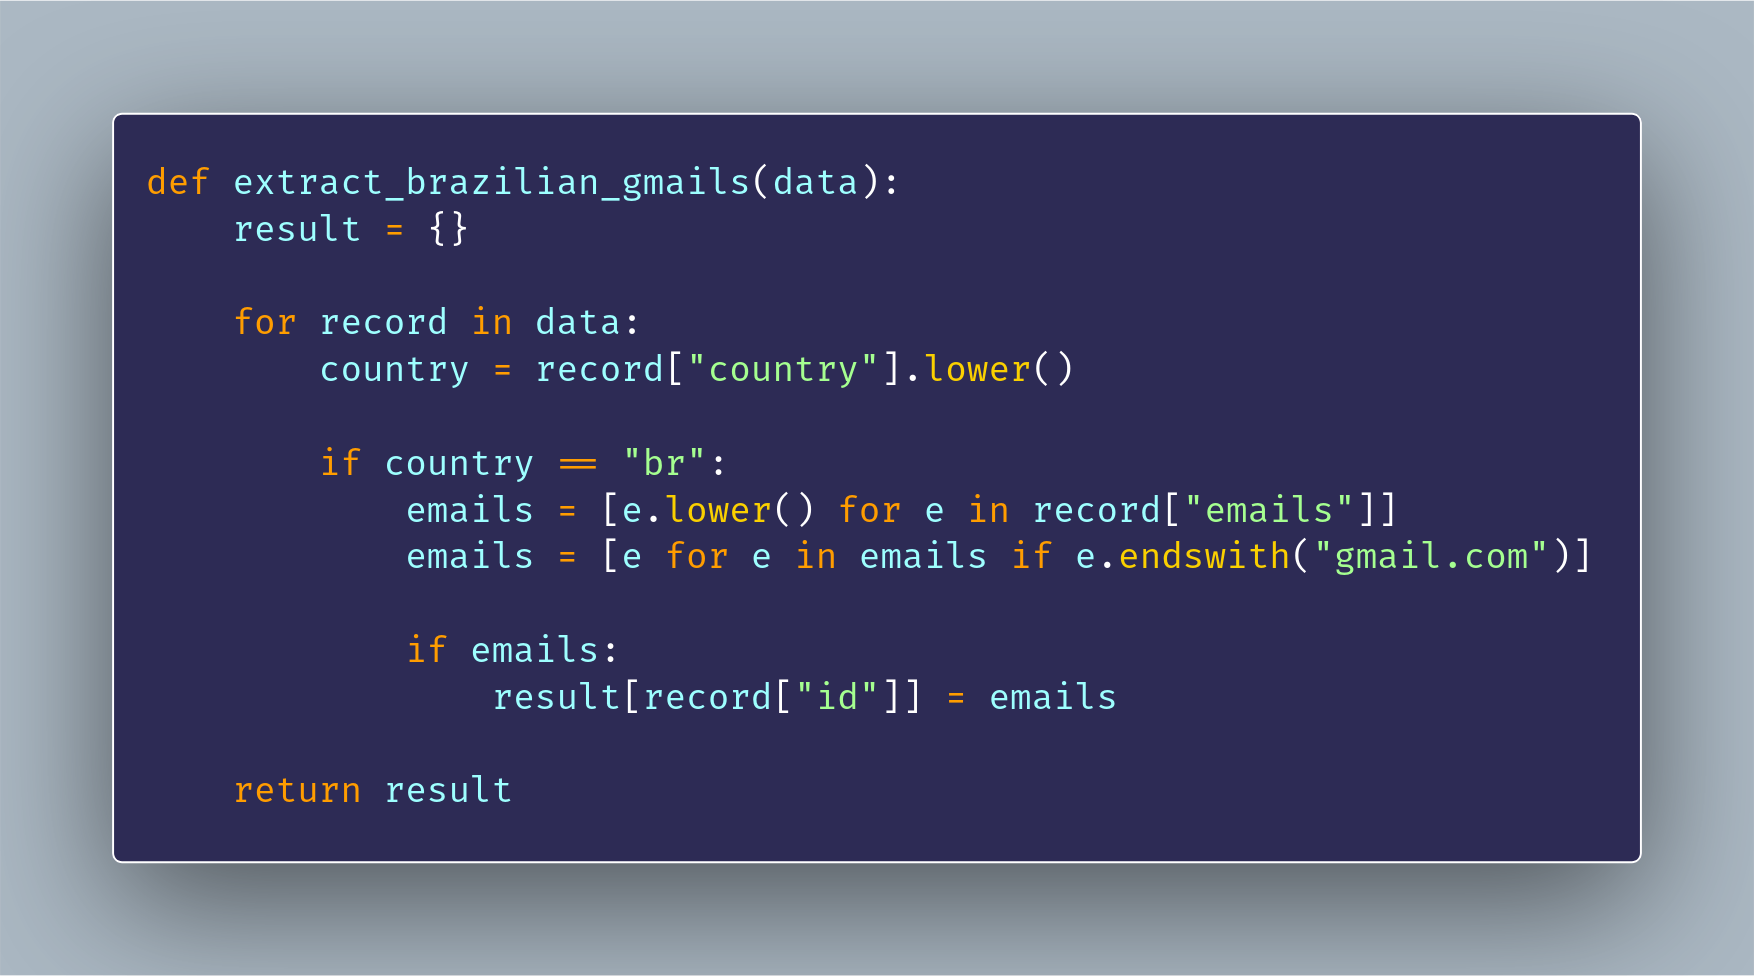 def extract_brazilian_gmails(data):
    result = {}
    for record in data:
        country = record["country"].lower()
        if country == "br":
            emails = [e.lower() for e in record["emails"]]
            emails = [e for e in emails if e.endswith("gmail.com")]
            if emails:
                result[record["id"]] = emails
    return result